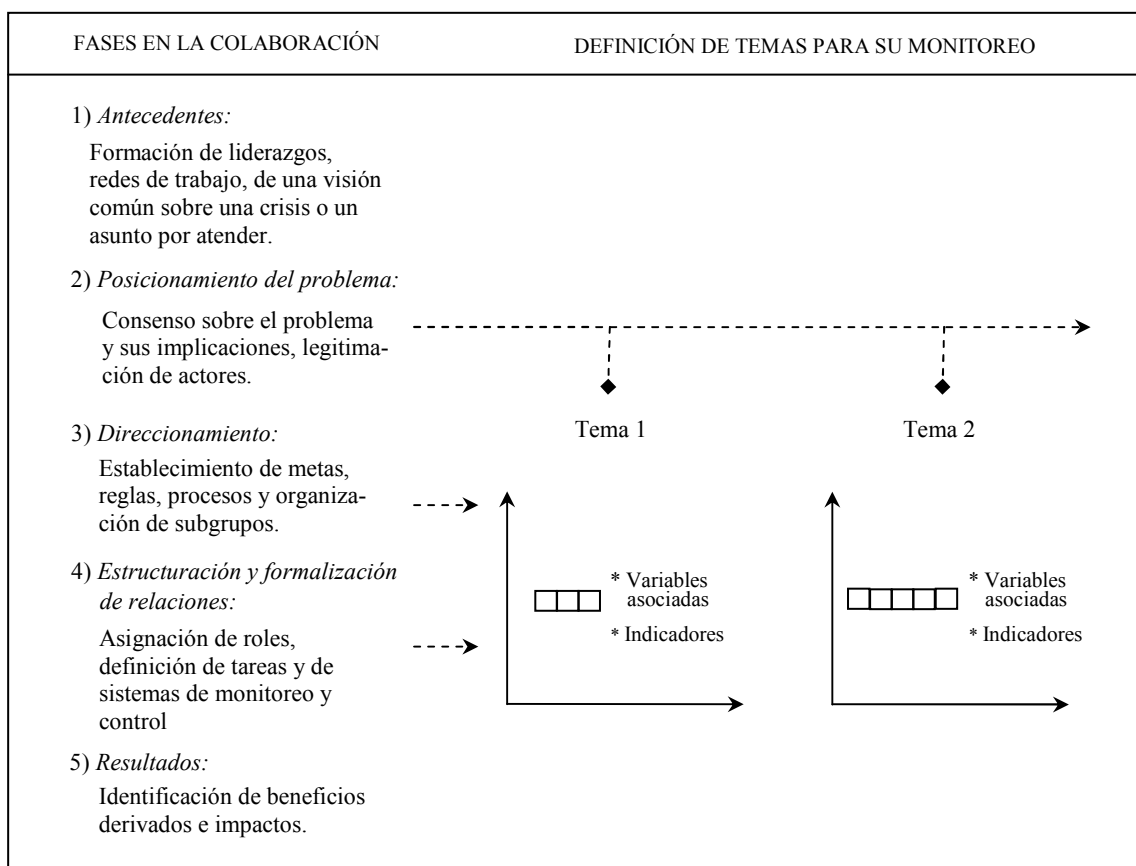 FASES EN LA COLABORACIÓN
DEFINICIÓN DE TEMAS PARA SU MONITOREO
1) Antecedentes:
Formación de liderazgos,
redes de trabajo, de una visión
común sobre una crisis o un
asunto por atender.
2) Posicionamiento del problema:
Consenso sobre el problema
y sus implicaciones, legitima-
ción de actores.
3) Direccionamiento:
Establecimiento de metas,
reglas, procesos y organiza-
ción de subgrupos.
4) Estructuración y formalización
de relaciones:
Asignación de roles,
definición de tareas y de
sistemas de monitoreo y
control
5) Resultados:
Identificación de beneficios
derivados e impactos.
Tema 1
* Variables
asociadas
* Indicadores
Tema 2
* Variables
asociadas
* Indicadores